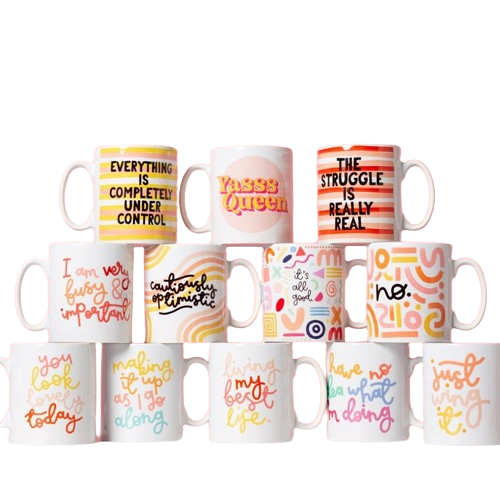 EVERYTHING
IS
COMPLETELY
UNDER
CONTROL
Yasss
Queen
THE
STRUGGLE
IS
REALLY
REAL
I am very
busy &
important
cautiously
optimistic
it's
all
good
no.
you
look
lovely
today
making
it up
as I go
along
living
my
best
life.
have no
idea what
I'm doing
just
wing
it.